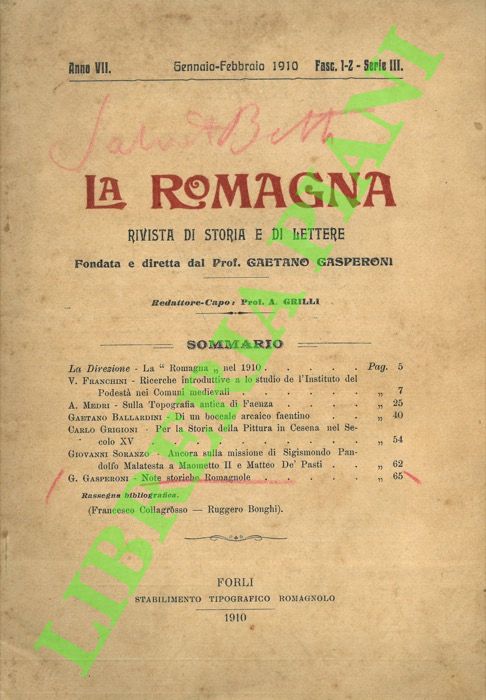 Anno VII. Gennaio-Febbraio 1910 Fasc. 1-2 - Serie III.
LA ROMAGNA
RIVISTA DI STORIA E DI LETTERE
Fondata e diretta dal Prof. GAETANO GASPERONI
Redattore-Capo: Prof. A. GRILLI
SOMMARIO
La Direzione - La " Romagna „ nel 1910 . . . . . . Pag. 5
V. FRANCHINI - Ricerche introduttive a lo studio de l'Instituto del
Podestà nei Comuni medievali . . . . . . „ 7
A. MEDRI - Sulla Topografia antica di Faenza . . . . . „ 25
GAETANO BALLARDINI - Di un boccale arcaico faentino . . . „ 40
CARLO GRIGIONI - Per la Storia della Pittura in Cesena nel Se-
colo XV . . . . . . . . . . „ 54
GIOVANNI SORANZO - Ancora sulla missione di Sigismondo Pan-
dolfo Malatesta a Maometto II e Matteo De' Pasti . . „ 62
G. GASPERONI - Note storiche Romagnole . . . . . . „ 65
Rassegna bibliografica.
(Francesco Collagrosso — Ruggero Bonghi).
FORLÌ
STABILIMENTO TIPOGRAFICO ROMAGNOLO
1910
LIBRERIA PIANI